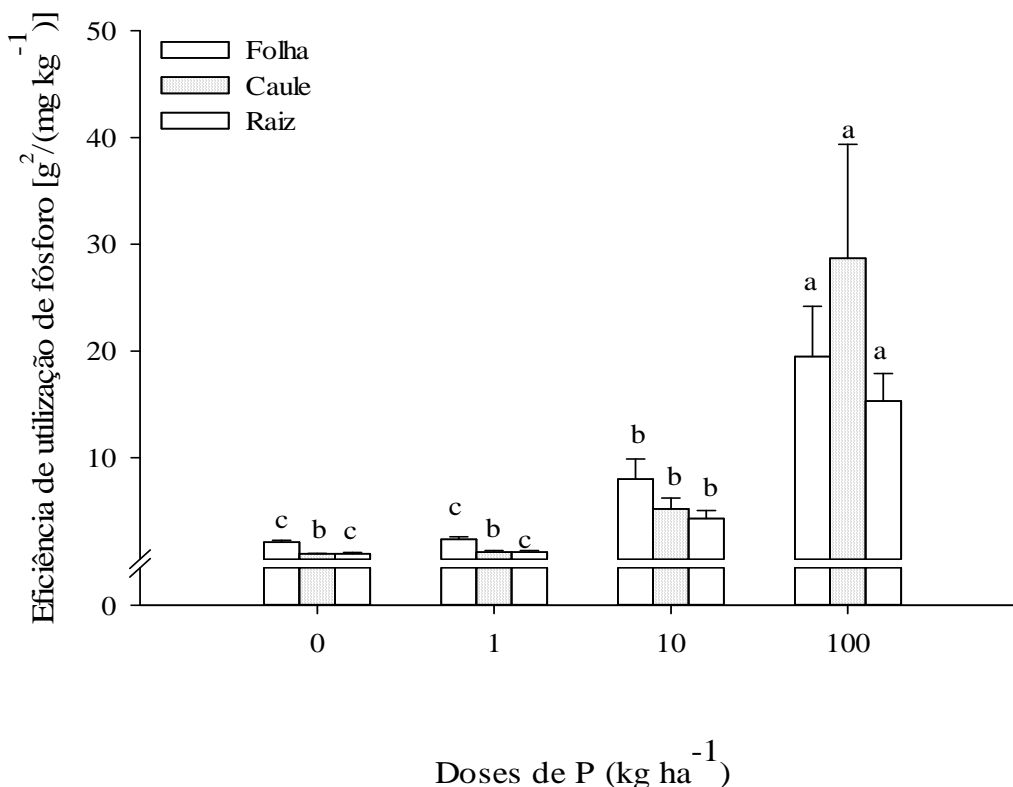 Eficiência de utilização de fósforo [g²/(mg kg⁻¹)]
50
40
30
20
10
0
Folha
Caule
Raiz
c b c
c b c
b b b
a a a
0 1 10 100
Doses de P (kg ha⁻¹)